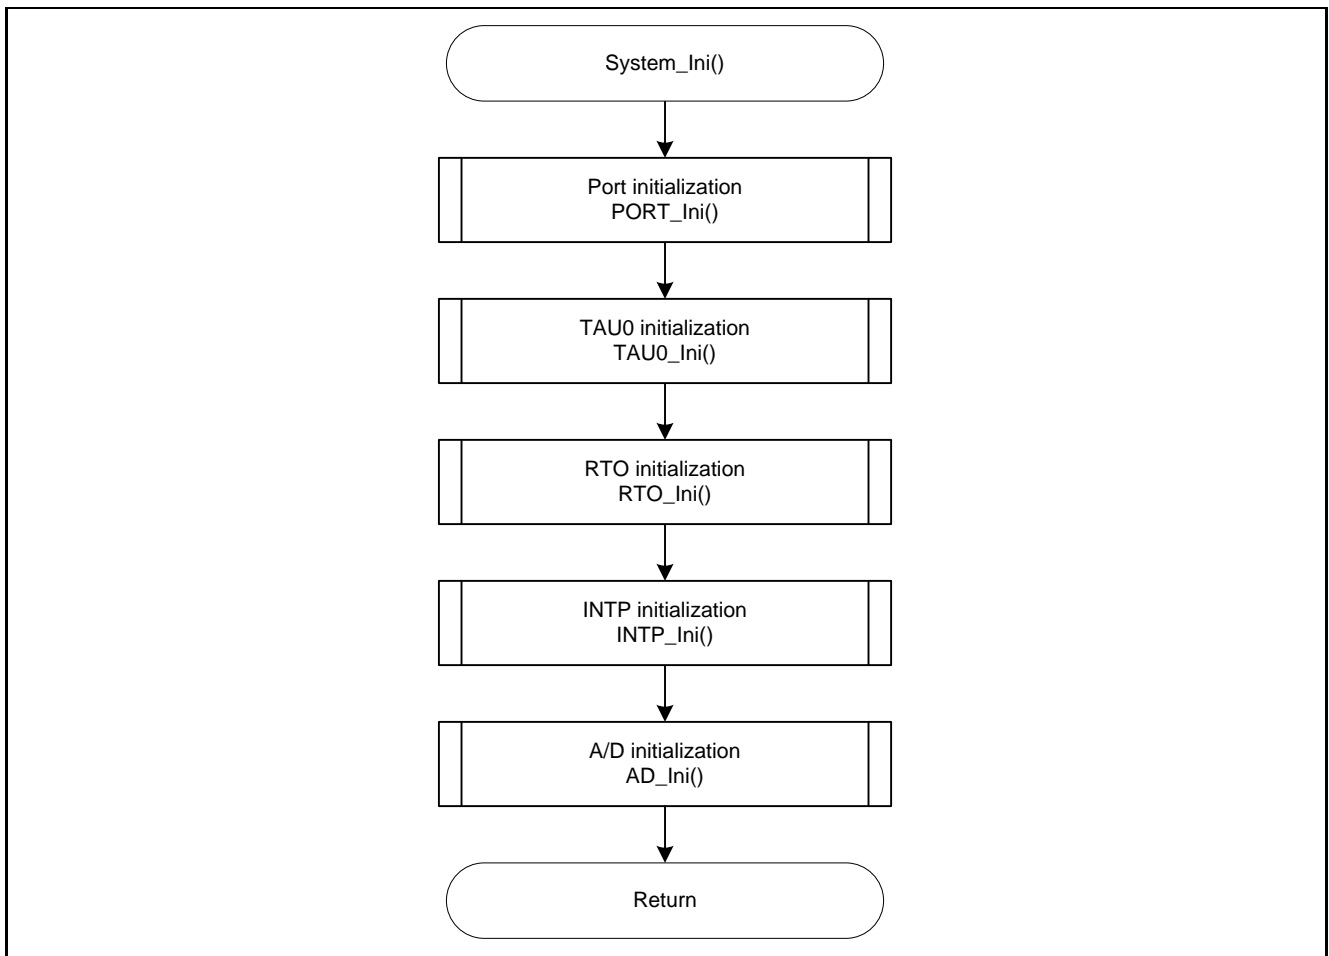 System_Ini()
Port initialization
PORT_Ini()
TAU0 initialization
TAU0_Ini()
RTO initialization
RTO_Ini()
INTP initialization
INTP_Ini()
A/D initialization
AD_Ini()
Return